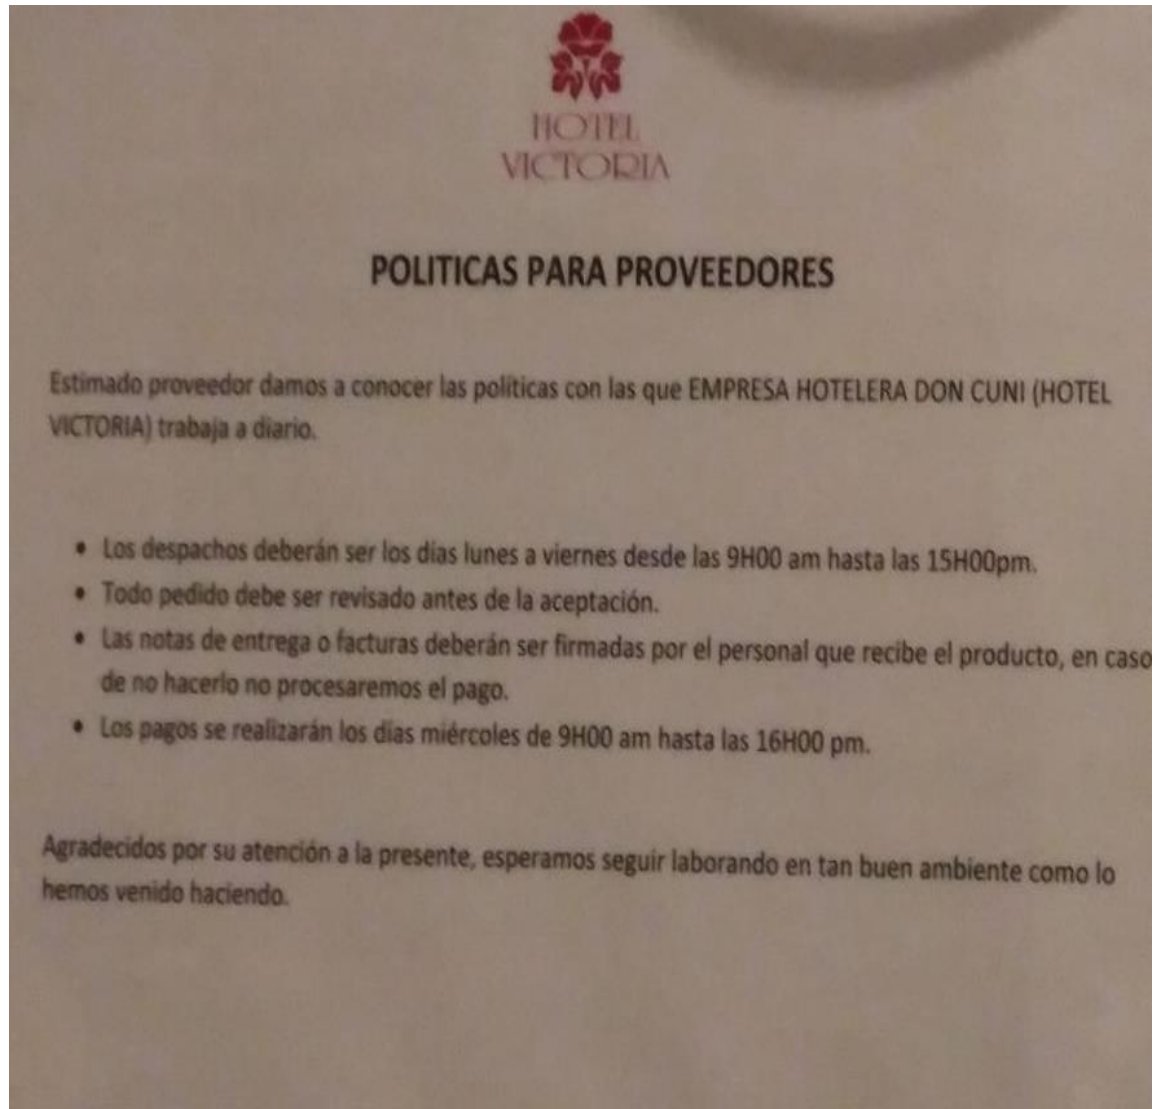 HOTEL
VICTORIA
POLITICAS PARA PROVEEDORES
Estimado proveedor damos a conocer las políticas con las que EMPRESA HOTELERA DON CUNI (HOTEL
VICTORIA) trabaja a diario.
• Los despachos deberán ser los días lunes a viernes desde las 9H00 am hasta las 15H00pm.
• Todo pedido debe ser revisado antes de la aceptación.
• Las notas de entrega o facturas deberán ser firmadas por el personal que recibe el producto, en caso
de no hacerlo no procesaremos el pago.
• Los pagos se realizarán los días miércoles de 9H00 am hasta las 16H00 pm.
Agradecidos por su atención a la presente, esperamos seguir laborando en tan buen ambiente como lo
hemos venido haciendo.